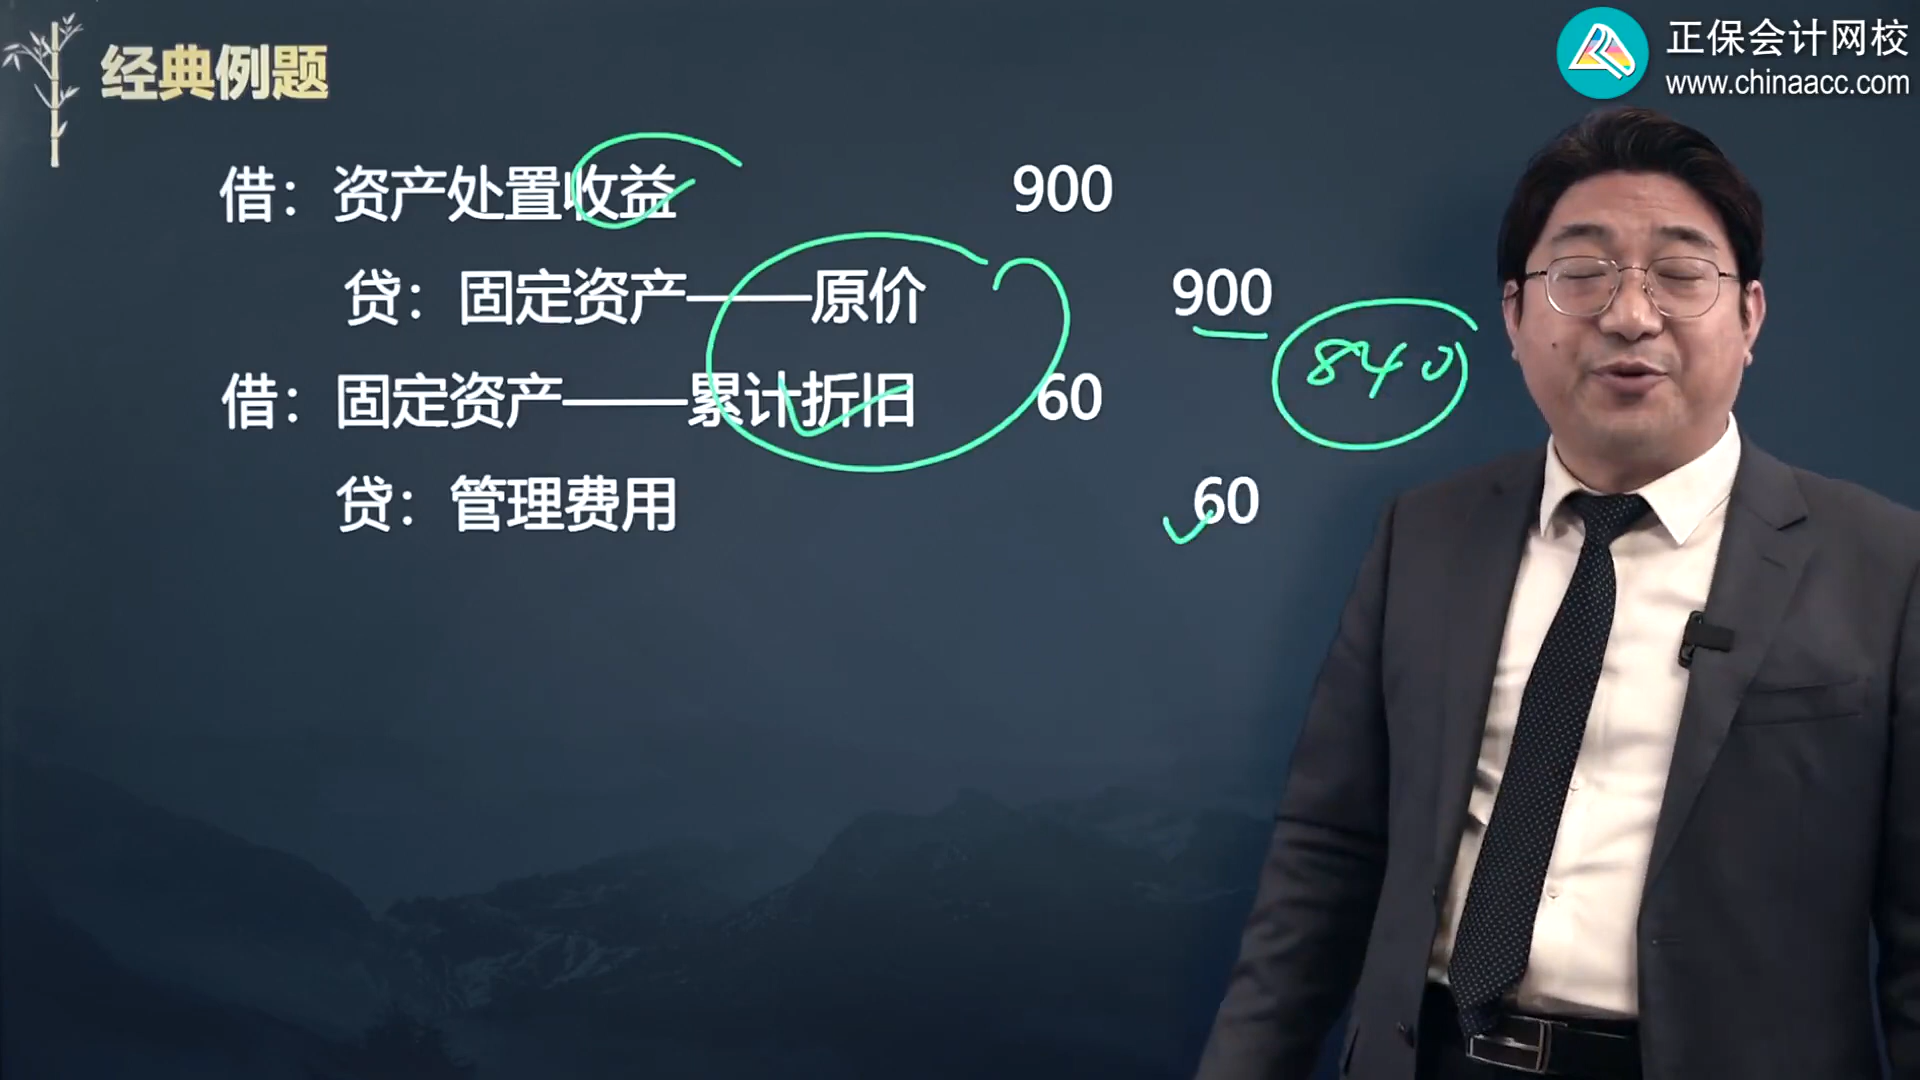 经典例题
正保会计网校
www.chinaacc.com
借：资产处置收益 900
贷：固定资产——原价 900
840
借：固定资产——累计折旧 60
贷：管理费用 60